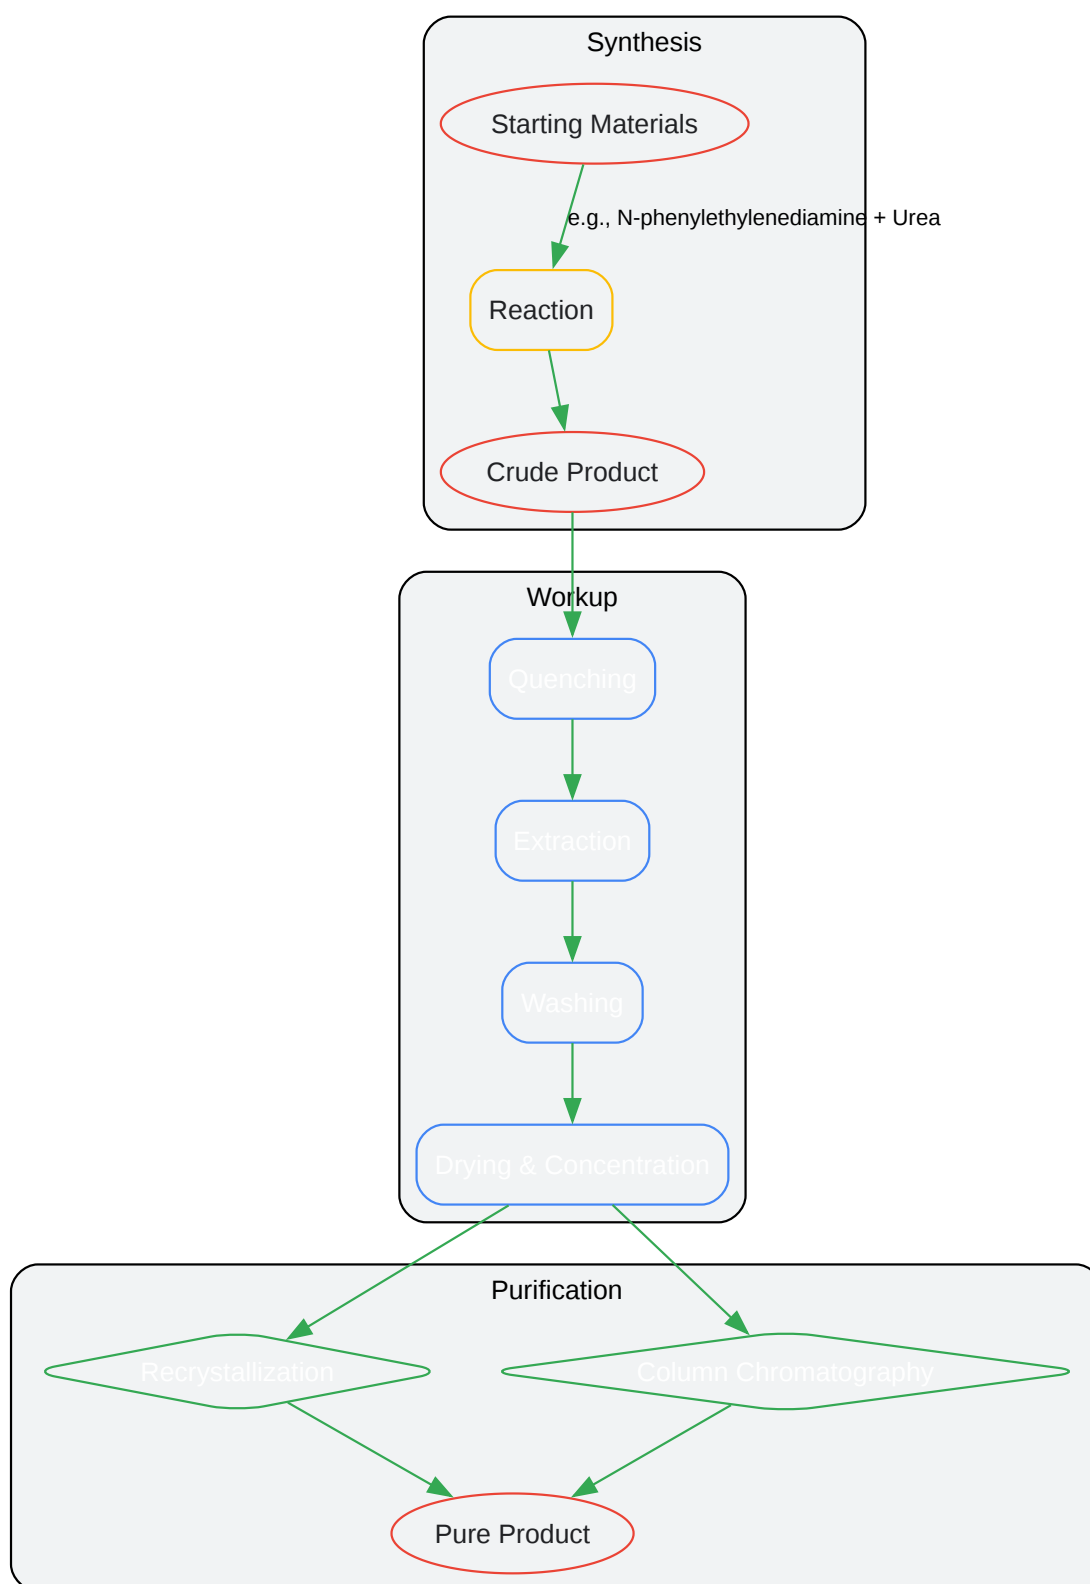 Synthesis
Starting Materials
e.g., N-phenylethylenediamine + Urea
Reaction
Crude Product
Workup
Quenching
Extraction
Washing
Drying & Concentration
Purification
Recrystallization
Column Chromatography
Pure Product